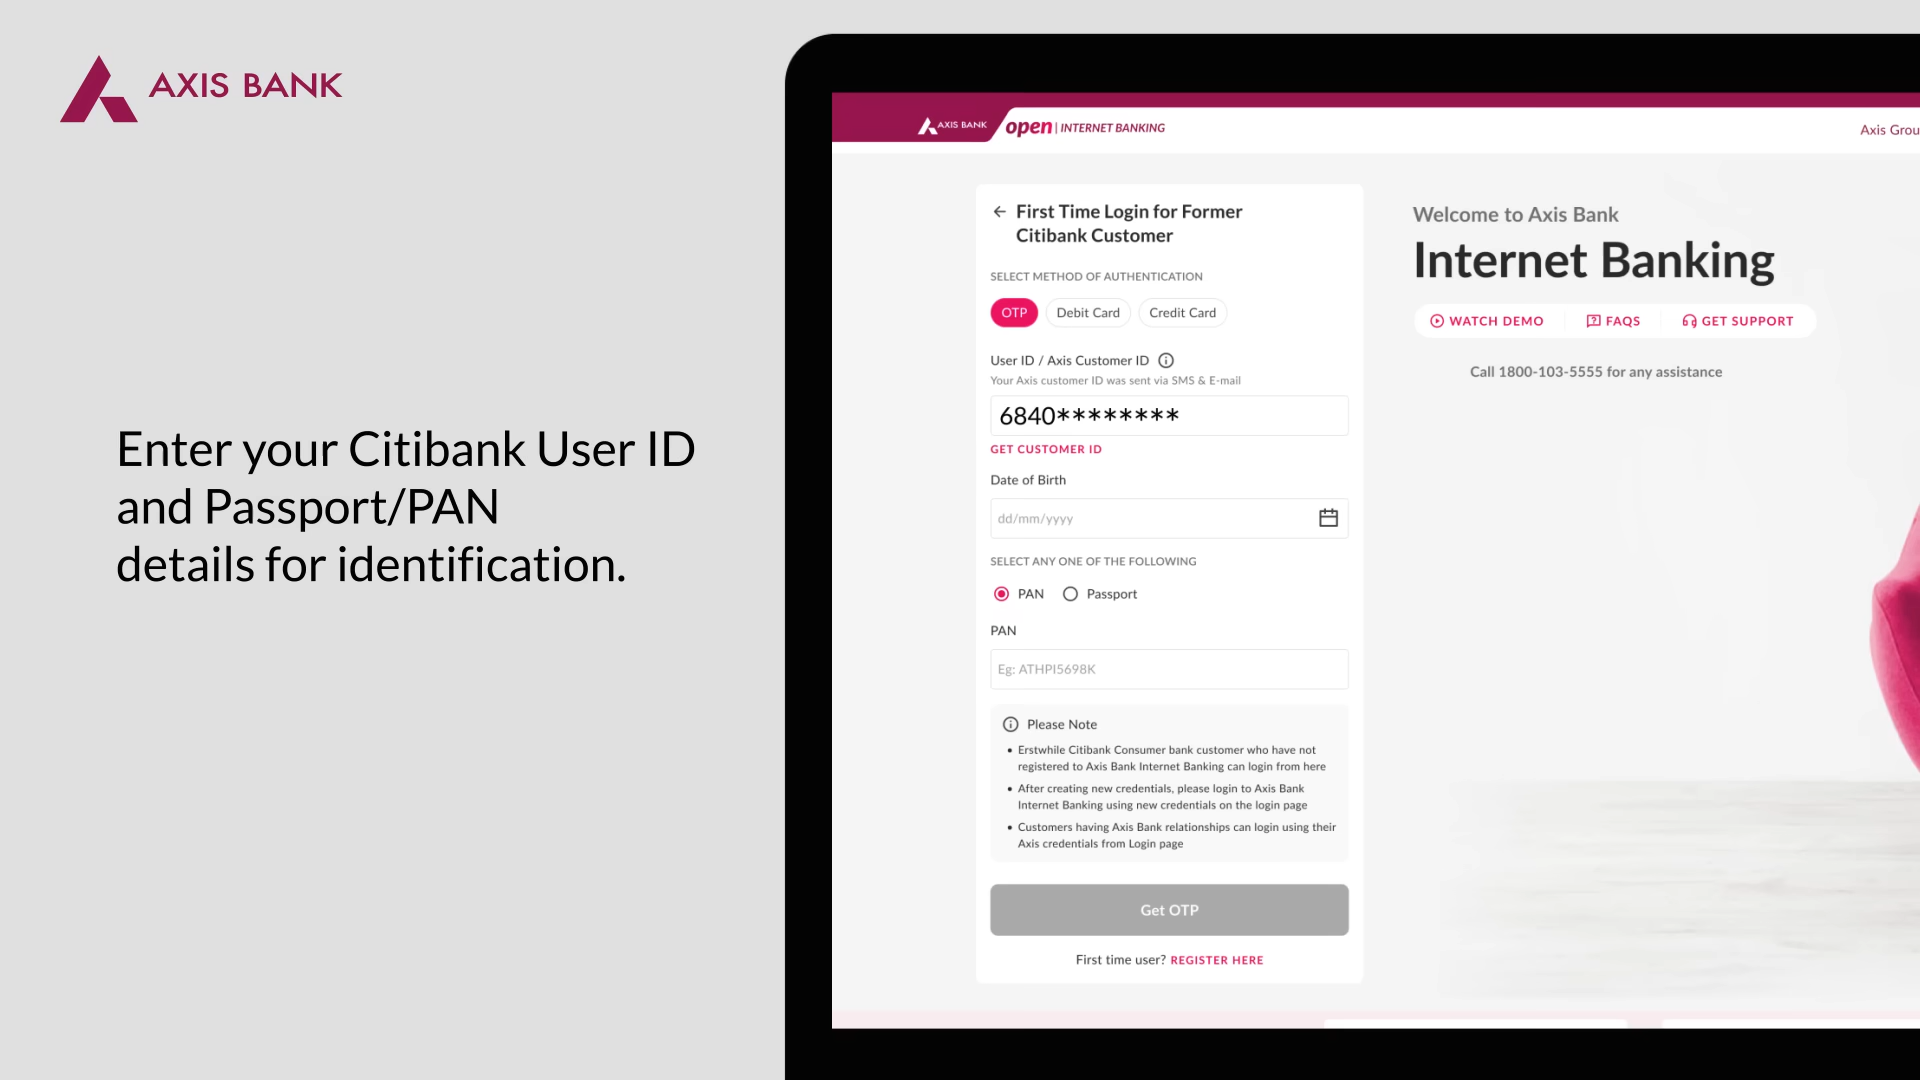 AXIS BANK
Enter your Citibank User ID
and Passport/PAN
details for identification.
AXIS BANK open | INTERNET BANKING
Axis Grou
First Time Login for Former
Citibank Customer
SELECT METHOD OF AUTHENTICATION
OTP Debit Card Credit Card
User ID / Axis Customer ID
Your Axis customer ID was sent via SMS & E-mail
6840********
GET CUSTOMER ID
Date of Birth
dd/mm/yyyy
SELECT ANY ONE OF THE FOLLOWING
PAN Passport
PAN
Eg: ATHPI5698K
Please Note
• Erstwhile Citibank Consumer bank customer who have not
registered to Axis Bank Internet Banking can login from here
• After creating new credentials, please login to Axis Bank
Internet Banking using new credentials on the login page
• Customers having Axis Bank relationships can login using their
Axis credentials from Login page
Get OTP
First time user? REGISTER HERE
Welcome to Axis Bank
Internet Banking
WATCH DEMO FAQS GET SUPPORT
Call 1800-103-5555 for any assistance